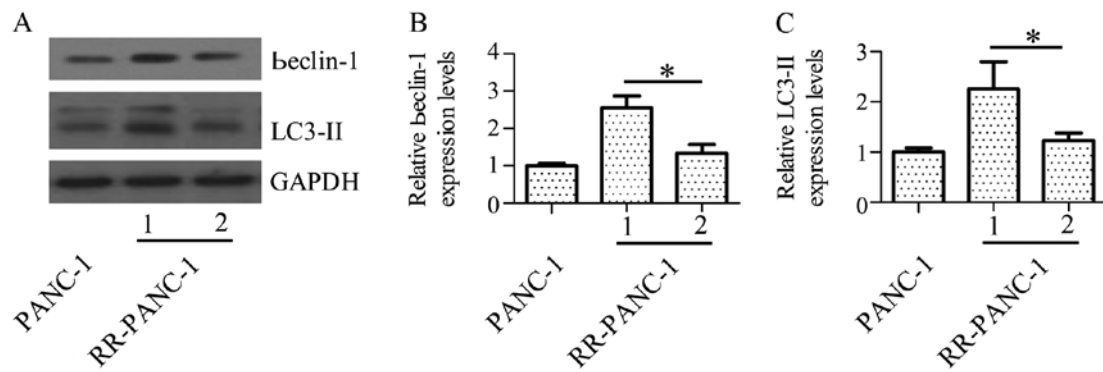 A
Ьeclin-1
LC3-II
GAPDH
1 2
PANC-1
RR-PANC-1
B
Relative Ьeclin-1
expression levels
4
3
2
1
0
*
1 2
PANC-1
RR-PANC-1
C
Relative LC3-II
expression levels
3
2
1
0
*
1 2
PANC-1
RR-PANC-1